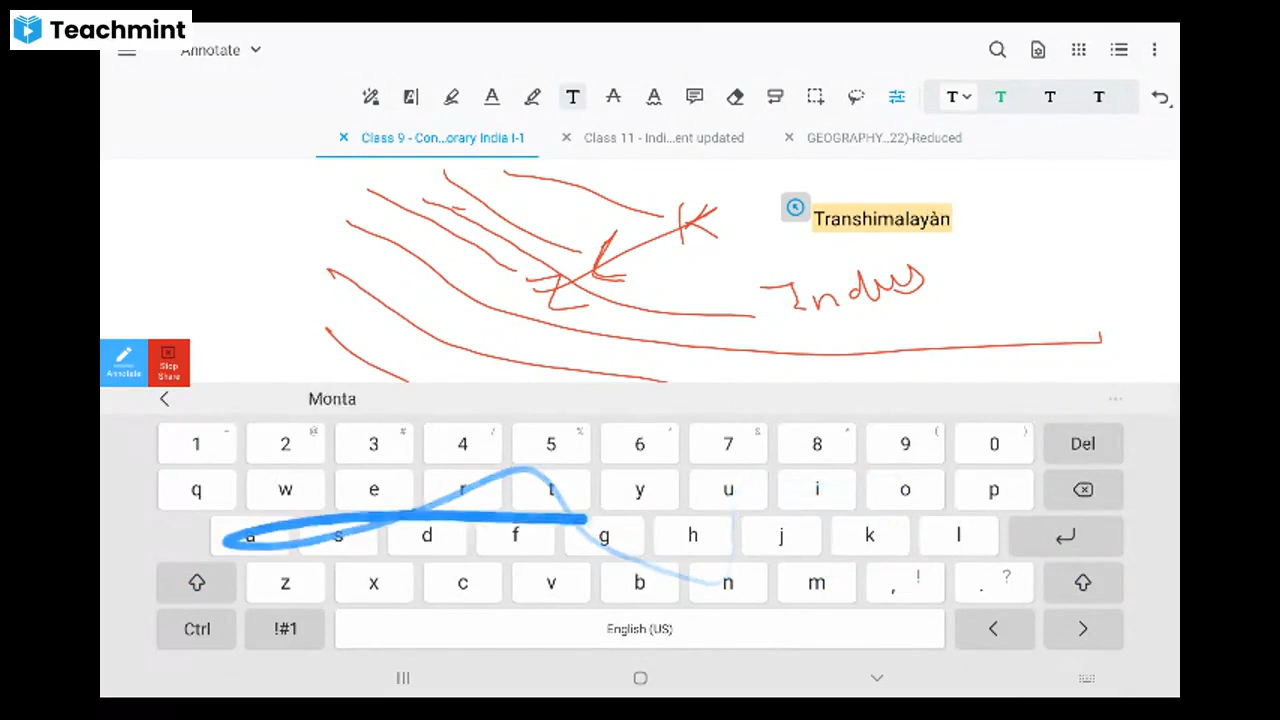 Teachmint
Annotate
T A A T T T T
Class 9 - Con...orary India I-1 Class 11 - Indi...ent updated GEOGRAPHY...22)-Reduced
K
Transhimalayàn
Z
Indus
Annotate
Stop
Share
Monta
1 - 2 @ 3 # 4 / 5 % 6 ^ 7 & 8 * 9 ( 0 ) Del
q w e r t y u i o p
a s d f g h j k l
z x c v b n m , ! . ?
Ctrl !#1 English (US) < >